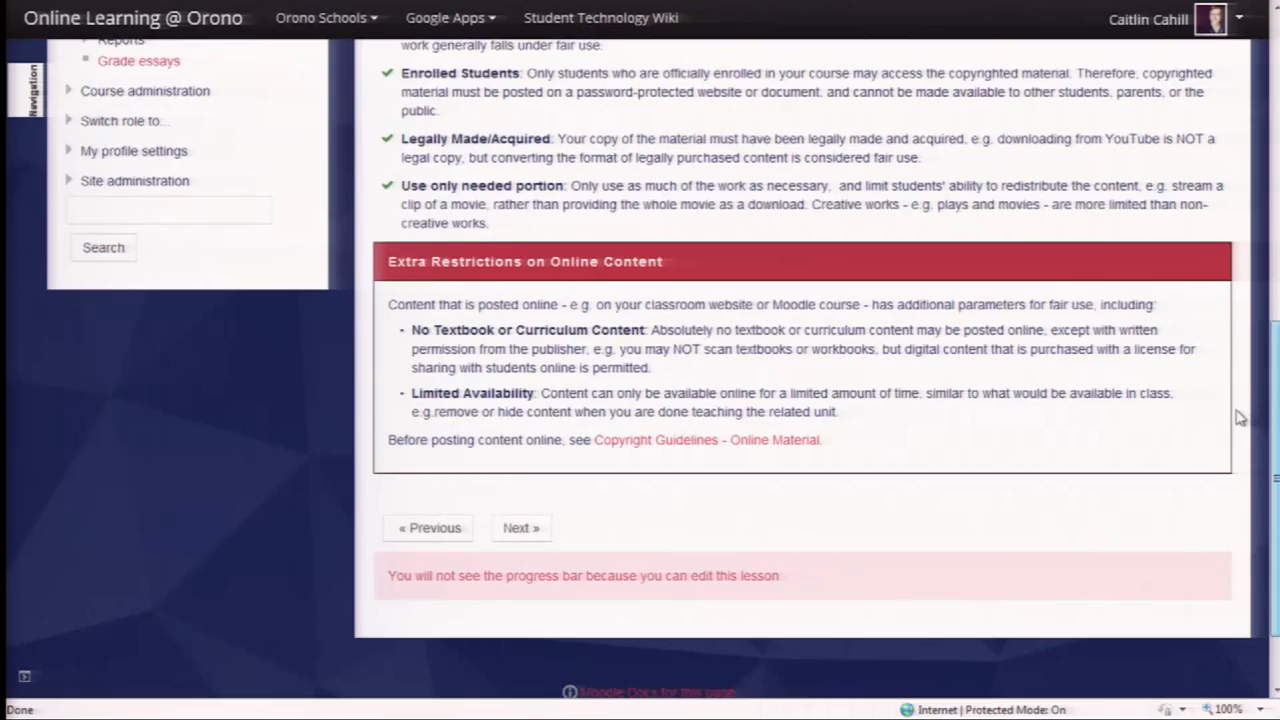 Online Learning @ Orono
Orono Schools
Google Apps
Student Technology Wiki
Caitlin Cahill
Navigation
Reports
Grade essays
Course administration
Switch role to...
My profile settings
Site administration
Search
work generally falls under fair use.
Enrolled Students: Only students who are officially enrolled in your course may access the copyrighted material. Therefore, copyrighted
material must be posted on a password-protected website or document, and cannot be made available to other students, parents, or the
public.
Legally Made/Acquired: Your copy of the material must have been legally made and acquired, e.g. downloading from YouTube is NOT a
legal copy, but converting the format of legally purchased content is considered fair use.
Use only needed portion: Only use as much of the work as necessary, and limit students' ability to redistribute the content, e.g. stream a
clip of a movie, rather than providing the whole movie as a download. Creative works - e.g. plays and movies - are more limited than non-
creative works.
Extra Restrictions on Online Content
Content that is posted online - e.g. on your classroom website or Moodle course - has additional parameters for fair use, including:
· No Textbook or Curriculum Content: Absolutely no textbook or curriculum content may be posted online, except with written
permission from the publisher, e.g. you may NOT scan textbooks or workbooks, but digital content that is purchased with a license for
sharing with students online is permitted.
· Limited Availability: Content can only be available online for a limited amount of time, similar to what would be available in class,
e.g.remove or hide content when you are done teaching the related unit.
Before posting content online, see Copyright Guidelines - Online Material.
« Previous
Next »
You will not see the progress bar because you can edit this lesson
Moodle Docs for this page
Done
Internet | Protected Mode: On
100%